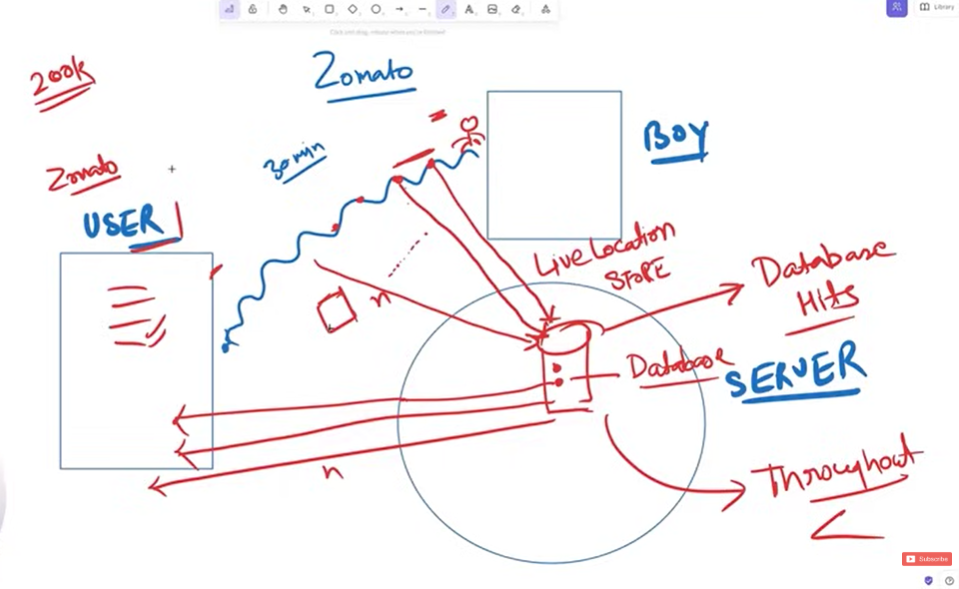 Library
200k
Zomato
BOY
30 min
Zomato
USER
Live Location
STORE
Database
Hits
n
Database
SERVER
n
Throughout
Subscribe